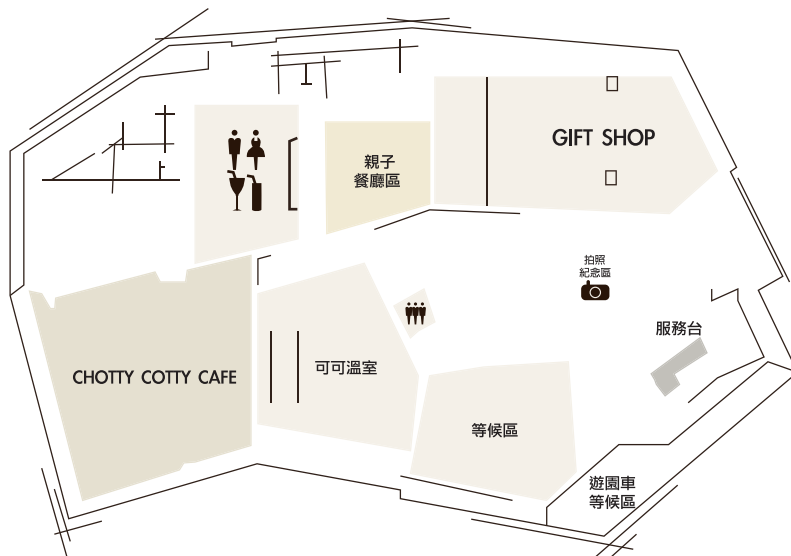 GIFT SHOP
親子
餐廳區
拍照
紀念區
服務台
CHOTTY COTTY CAFE
可可溫室
等候區
遊園車
等候區